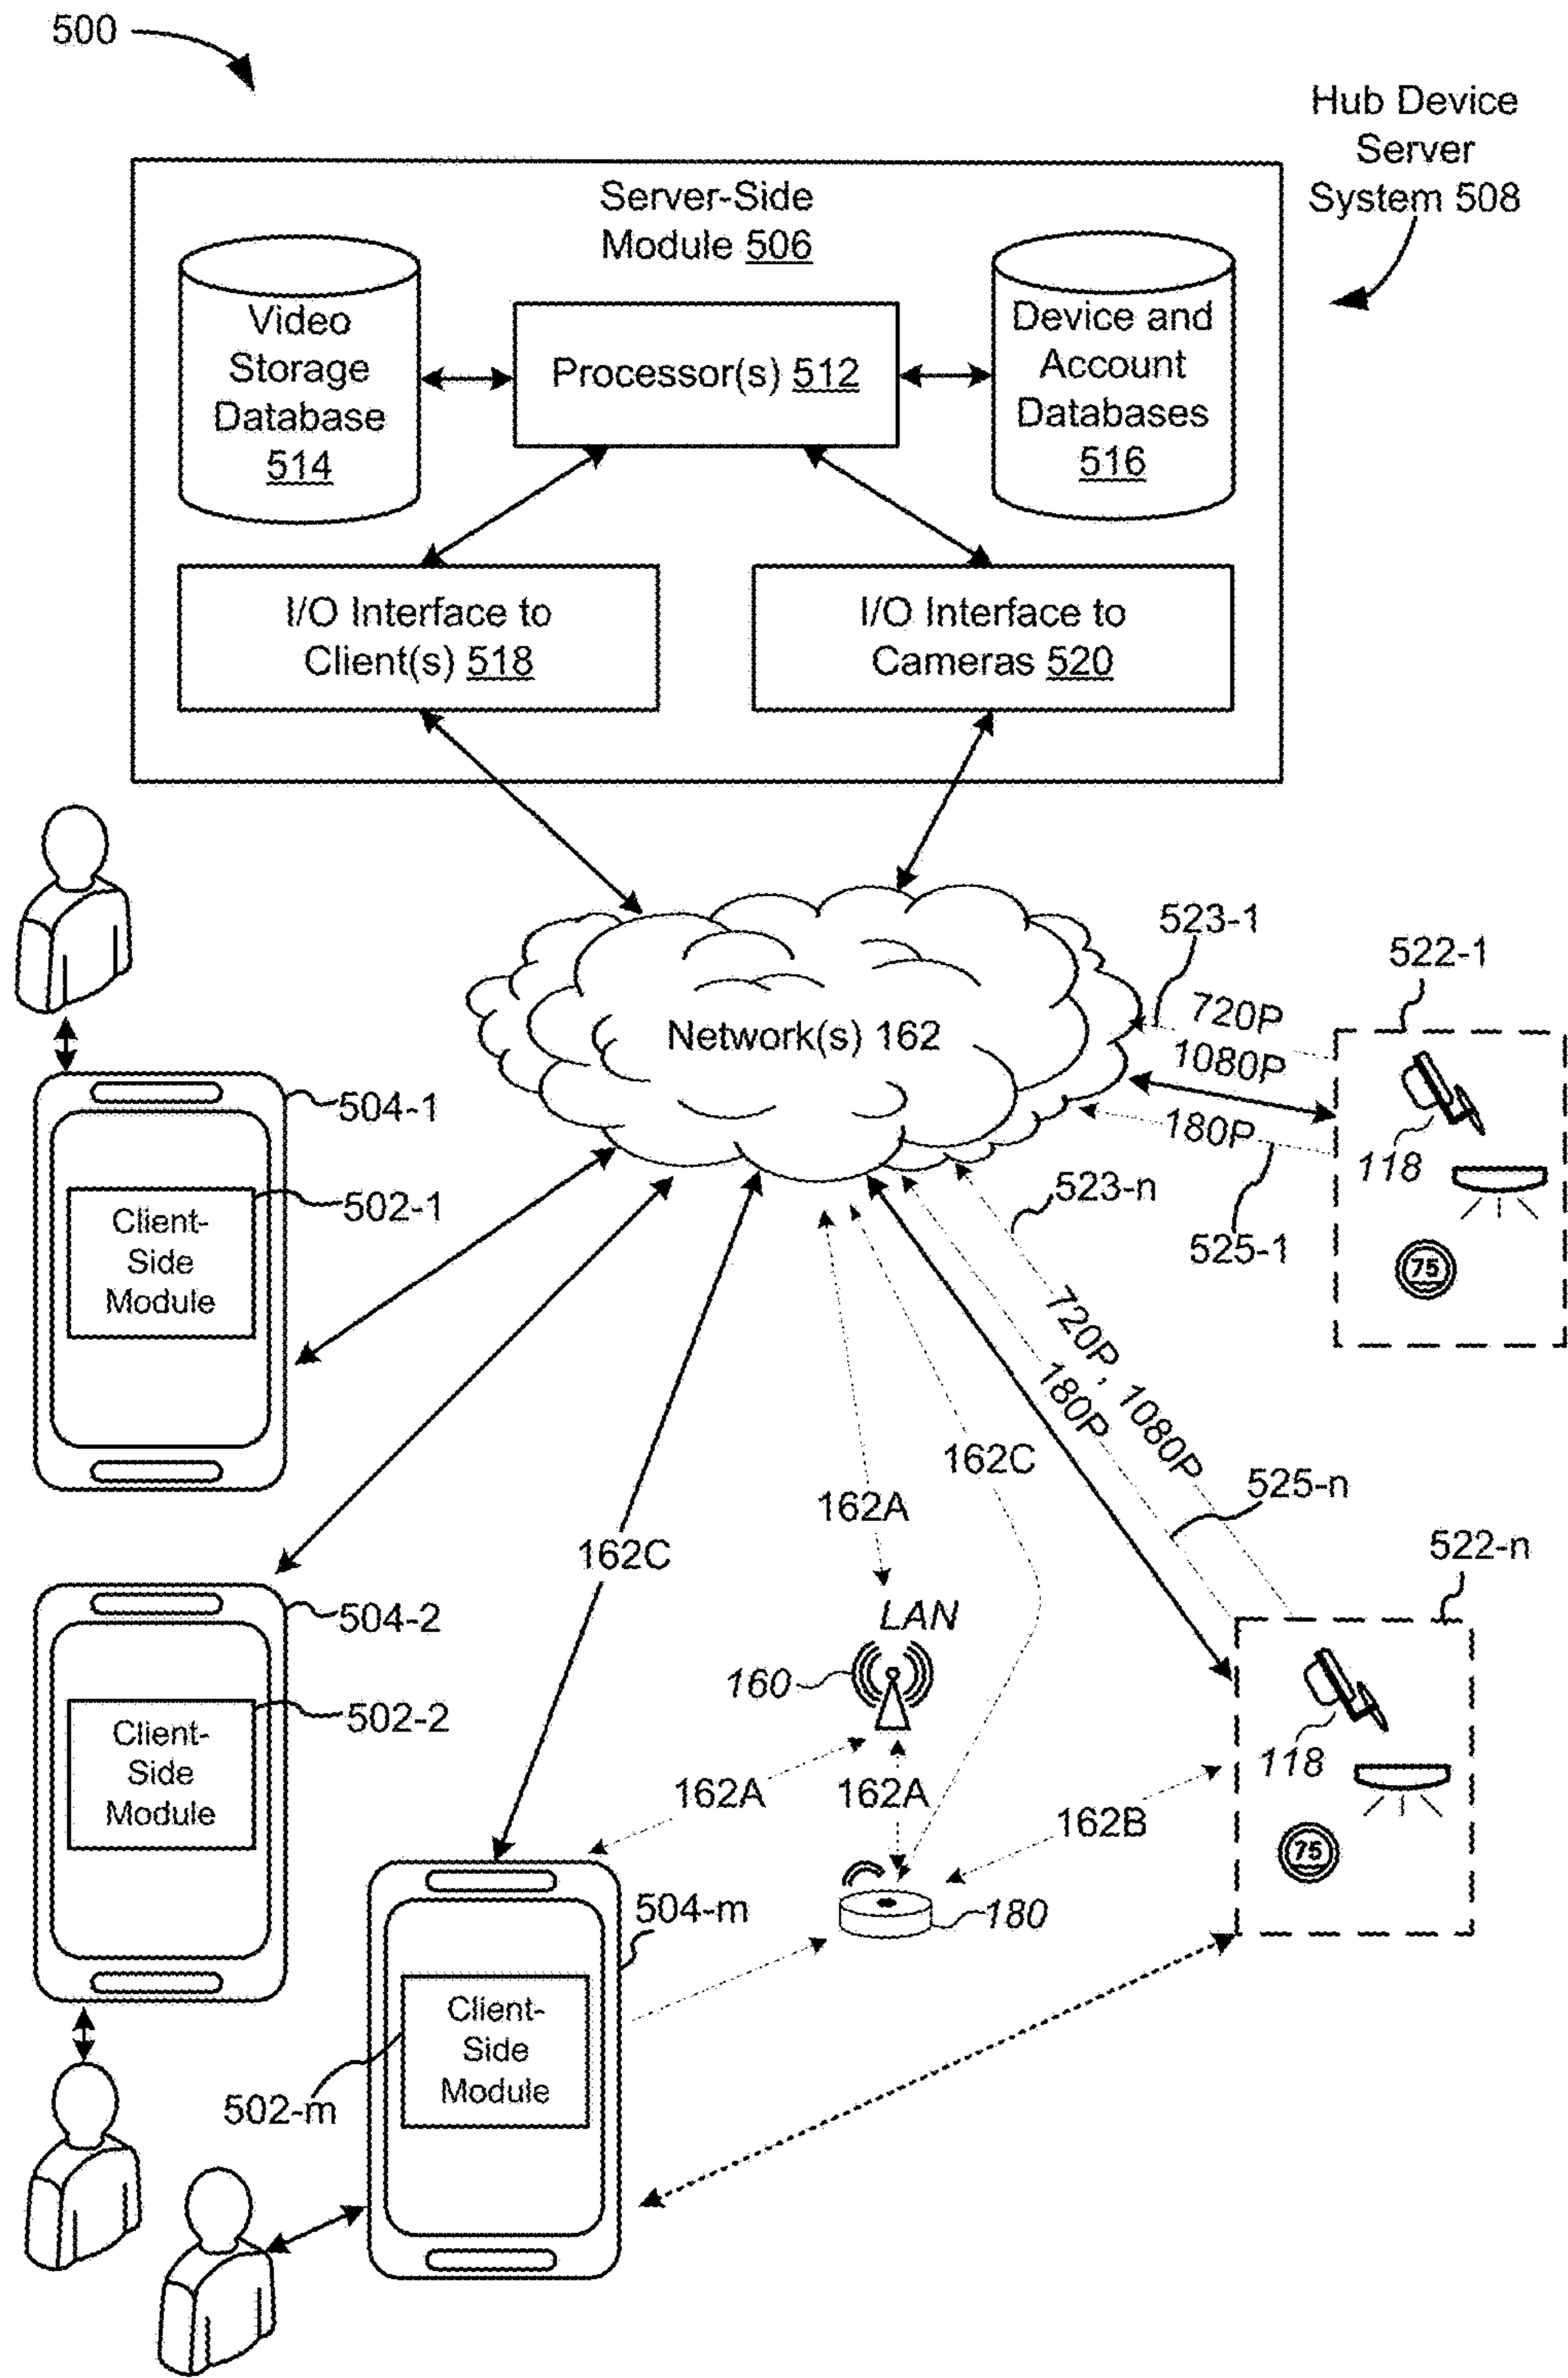 500
Hub Device
Server
System 508
Server-Side
Module 506
Video
Storage
Database
514
Processor(s) 512
Device and
Account
Databases
516
I/O Interface to
Client(s) 518
I/O Interface to
Cameras 520
Network(s) 162
523-1
522-1
720P
1080P
180P
118
525-1
75
504-1
502-1
Client-
Side
Module
523-n
720P, 1080P
180P
162C
162A
525-n
522-n
162C
LAN
160
504-2
502-2
Client-
Side
Module
162A
162A
162B
118
75
180
504-m
Client-
Side
Module
502-m